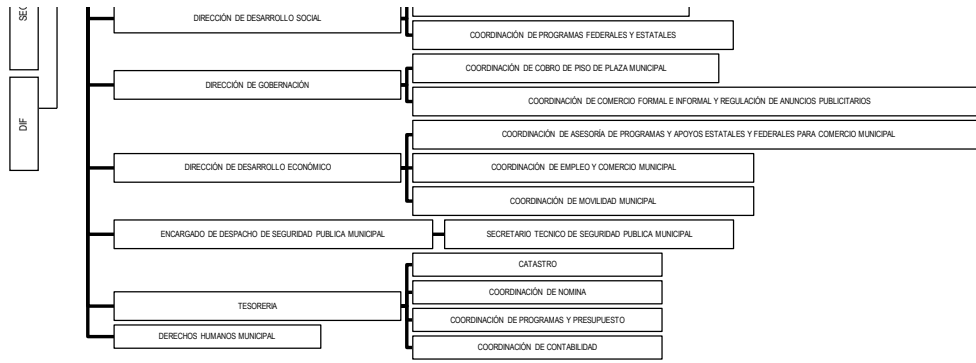 SEC
DIF
DIRECCIÓN DE DESARROLLO SOCIAL
COORDINACIÓN DE PROGRAMAS FEDERALES Y ESTATALES
DIRECCIÓN DE GOBERNACIÓN
COORDINACIÓN DE COBRO DE PISO DE PLAZA MUNICIPAL
COORDINACIÓN DE COMERCIO FORMAL E INFORMAL Y REGULACIÓN DE ANUNCIOS PUBLICITARIOS
DIRECCIÓN DE DESARROLLO ECONÓMICO
COORDINACIÓN DE ASESORÍA DE PROGRAMAS Y APOYOS ESTATALES Y FEDERALES PARA COMERCIO MUNICIPAL
COORDINACIÓN DE EMPLEO Y COMERCIO MUNICIPAL
COORDINACIÓN DE MOVILIDAD MUNICIPAL
ENCARGADO DE DESPACHO DE SEGURIDAD PUBLICA MUNICIPAL
SECRETARIO TECNICO DE SEGURIDAD PUBLICA MUNICIPAL
TESORERIA
CATASTRO
COORDINACIÓN DE NOMINA
COORDINACIÓN DE PROGRAMAS Y PRESUPUESTO
COORDINACIÓN DE CONTABILIDAD
DERECHOS HUMANOS MUNICIPAL